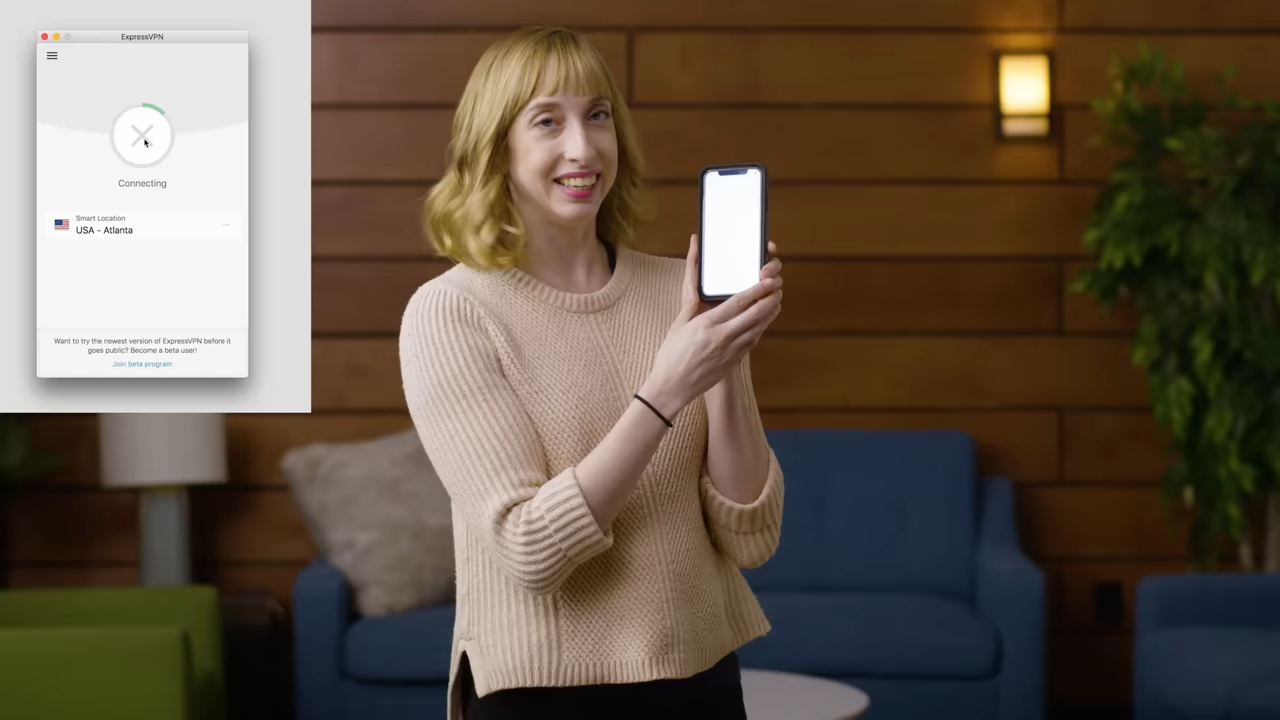 ExpressVPN
Connecting
Smart Location
USA - Atlanta
Want to try the newest version of ExpressVPN before it
goes public? Become a beta user!
Join beta program